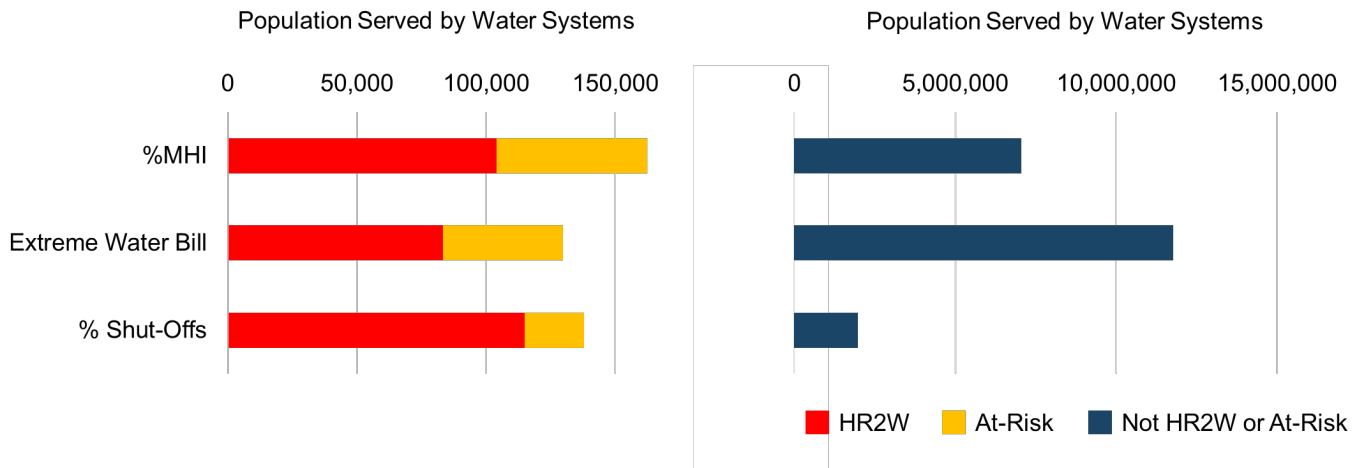 Population Served by Water Systems
0 50,000 100,000 150,000
%MHI
Extreme Water Bill
% Shut-Offs
Population Served by Water Systems
0 5,000,000 10,000,000 15,000,000
HR2W At-Risk Not HR2W or At-Risk